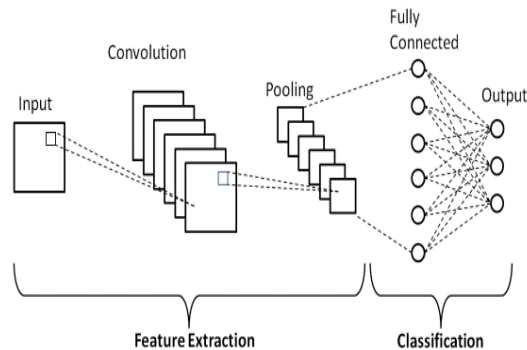 Fully
Connected
Convolution
Pooling
Input
Output
Feature Extraction
Classification